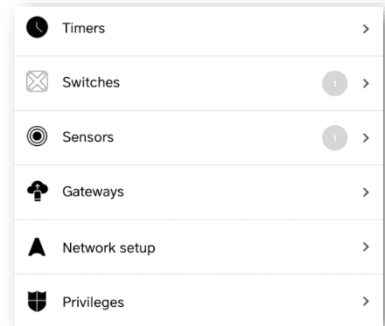 Timers
Switches 1
Sensors 1
Gateways
Network setup
Privileges